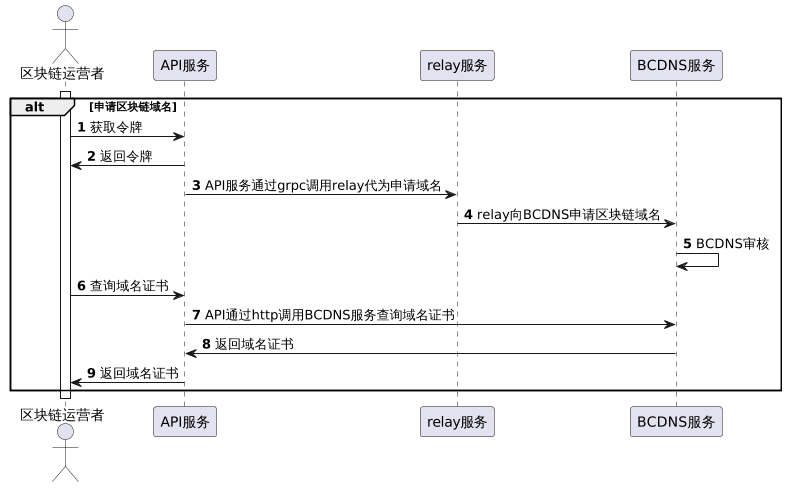 区块链运营者
API服务
relay服务
BCDNS服务
alt [申请区块链域名]
1 获取令牌
2 返回令牌
3 API服务通过grpc调用relay代为申请域名
4 relay向BCDNS申请区块链域名
5 BCDNS审核
6 查询域名证书
7 API通过http调用BCDNS服务查询域名证书
8 返回域名证书
9 返回域名证书
区块链运营者
API服务
relay服务
BCDNS服务